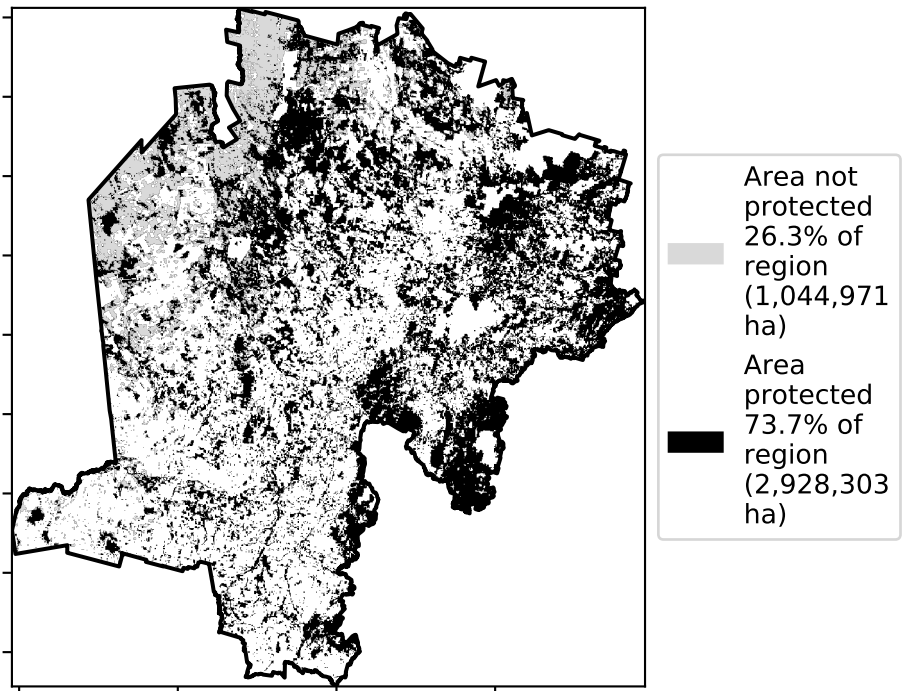 Area not
protected
26.3% of
region
(1,044,971
ha)
Area
protected
73.7% of
region
(2,928,303
ha)